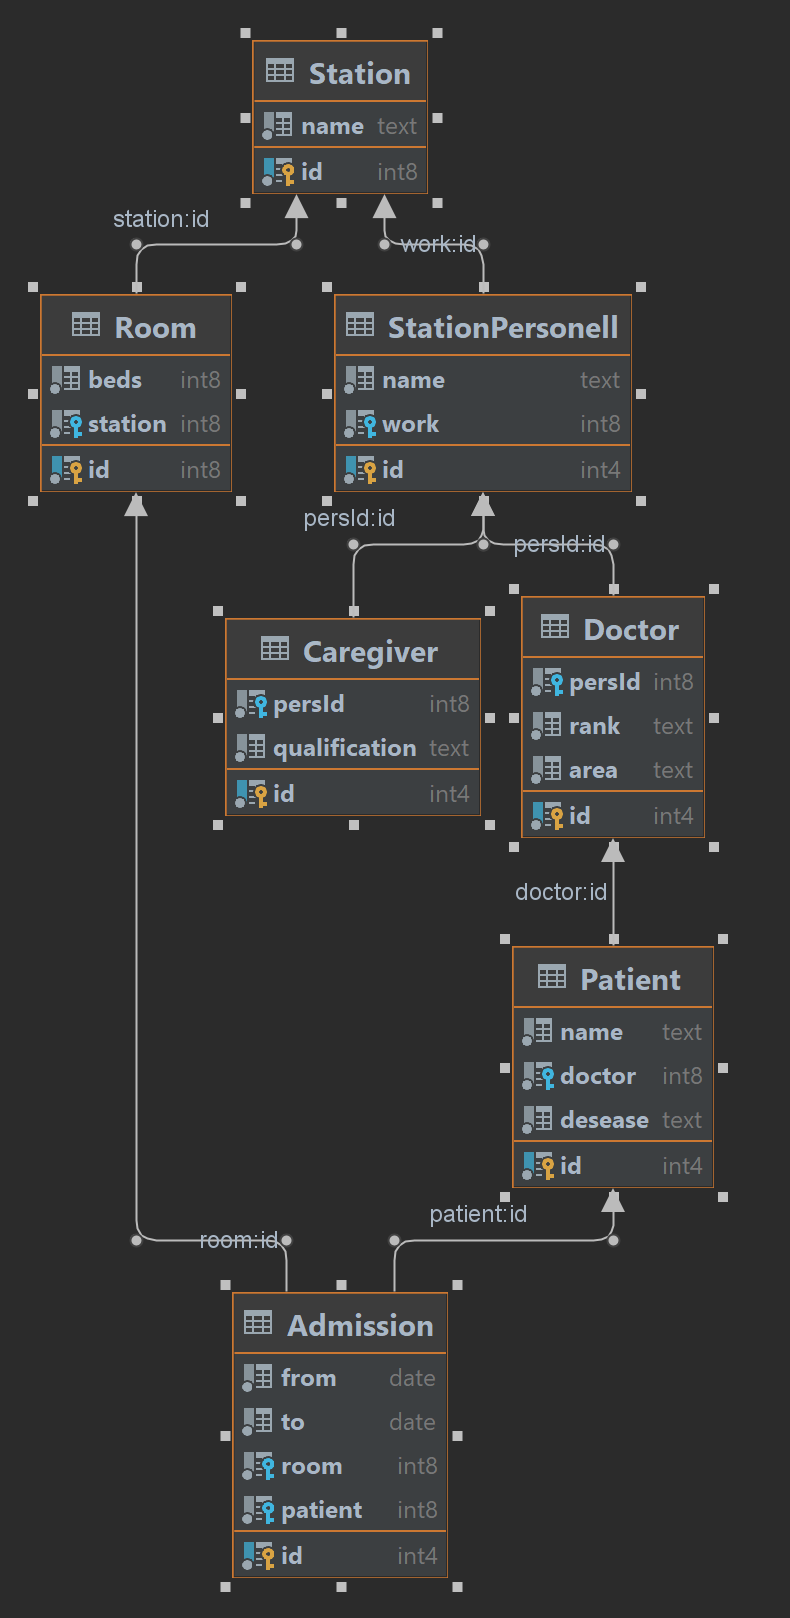 Station
name text
id int8
station:id
work:id
Room
beds int8
station int8
id int8
StationPersonell
name text
work int8
id int4
persId:id
persId:id
Caregiver
persId int8
qualification text
id int4
Doctor
persId int8
rank text
area text
id int4
doctor:id
Patient
name text
doctor int8
desease text
id int4
patient:id
room:id
Admission
from date
to date
room int8
patient int8
id int4